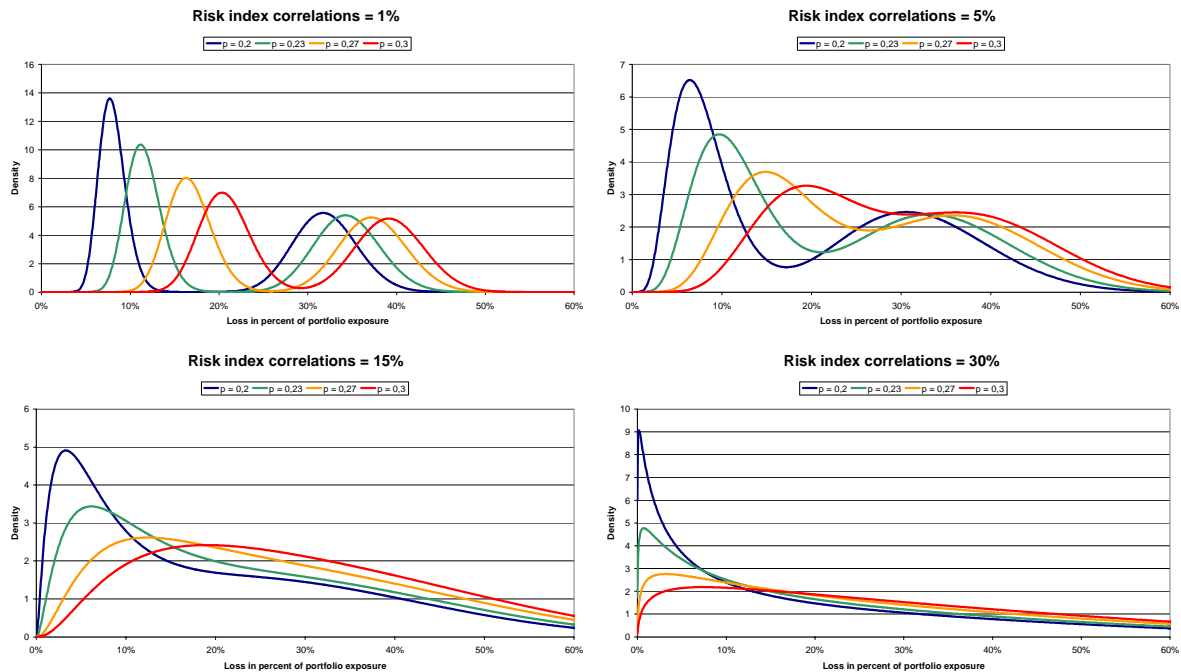 Risk index correlations = 1%
p = 0,2 p = 0,23 p = 0,27 p = 0,3
16
14
12
10
8
6
4
2
0
Density
0% 10% 20% 30% 40% 50% 60%
Loss in percent of portfolio exposure
Risk index correlations = 5%
p = 0,2 p = 0,23 p = 0,27 p = 0,3
7
6
5
4
3
2
1
0
Density
0% 10% 20% 30% 40% 50% 60%
Loss in percent of portfolio exposure
Risk index correlations = 15%
p = 0,2 p = 0,23 p = 0,27 p = 0,3
6
5
4
3
2
1
0
Density
0% 10% 20% 30% 40% 50% 60%
Loss in percent of portfolio exposure
Risk index correlations = 30%
p = 0,2 p = 0,23 p = 0,27 p = 0,3
10
9
8
7
6
5
4
3
2
1
0
Density
0% 10% 20% 30% 40% 50% 60%
Loss in percent of portfolio exposure